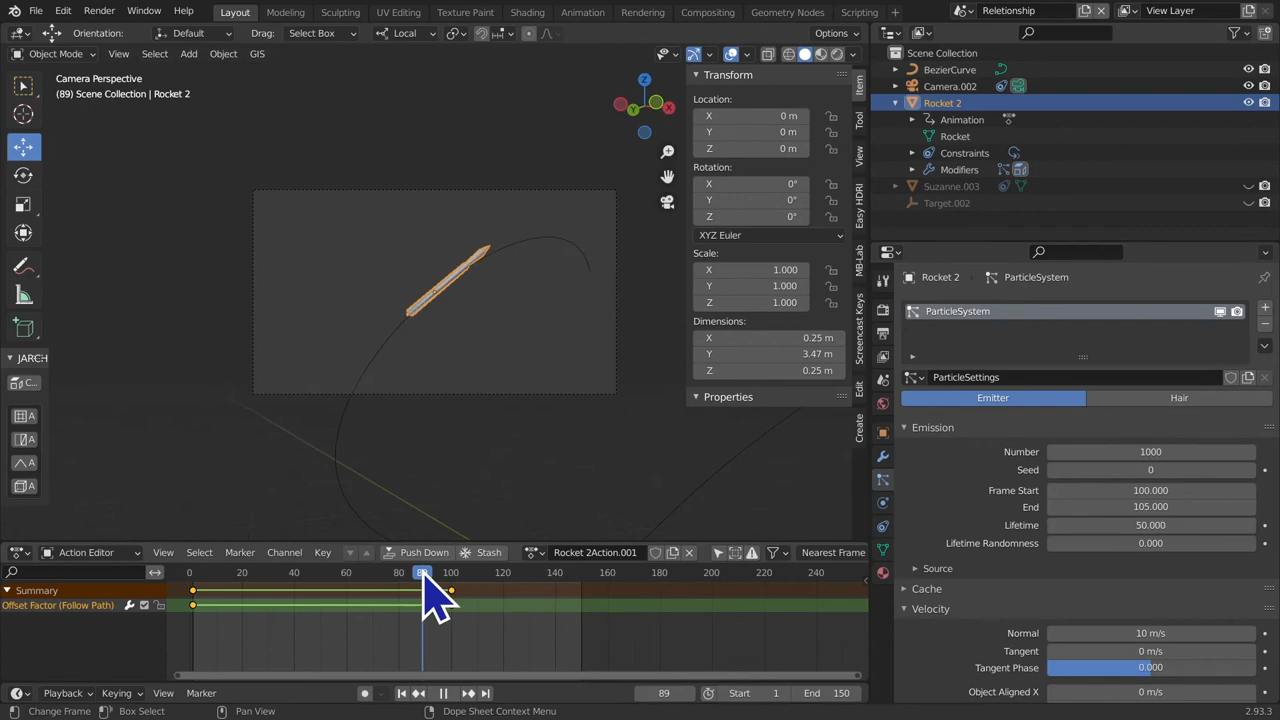 File Edit Render Window Help Layout Modeling Sculpting UV Editing Texture Paint Shading Animation Rendering Compositing Geometry Nodes Scripting + Relationship View Layer
Orientation: Default Drag: Select Box Local Options
Object Mode View Select Add Object GIS
Camera Perspective
(89) Scene Collection | Rocket 2
Z
X
Y
JARCH
C...
A
A
A
A
Transform
Location:
X 0 m
Y 0 m
Z 0 m
Rotation:
X 0°
Y 0°
Z 0°
XYZ Euler
Scale:
X 1.000
Y 1.000
Z 1.000
Dimensions:
X 0.25 m
Y 3.47 m
Z 0.25 m
Properties
Item
Tool
View
Easy HDRI
MB-Lab
Screencast Keys
Edit
Create
Scene Collection
BezierCurve
Camera.002
Rocket 2
Animation
Rocket
Constraints
Modifiers
Suzanne.003
Target.002
Rocket 2 ParticleSystem
ParticleSystem
ParticleSettings
Emitter Hair
Emission
Number 1000
Seed 0
Frame Start 100.000
End 105.000
Lifetime 50.000
Lifetime Randomness 0.000
Source
Cache
Velocity
Normal 10 m/s
Tangent 0 m/s
Tangent Phase 0.000
Object Aligned X 0 m/s
Action Editor View Select Marker Channel Key Push Down Stash Rocket 2Action.001 Nearest Frame
0 20 40 60 80 100 120 140 160 180 200 220 240
Summary
Offset Factor (Follow Path)
Playback Keying View Marker 89 Start 1 End 150
Change Frame Box Select Pan View Dope Sheet Context Menu 2.93.3